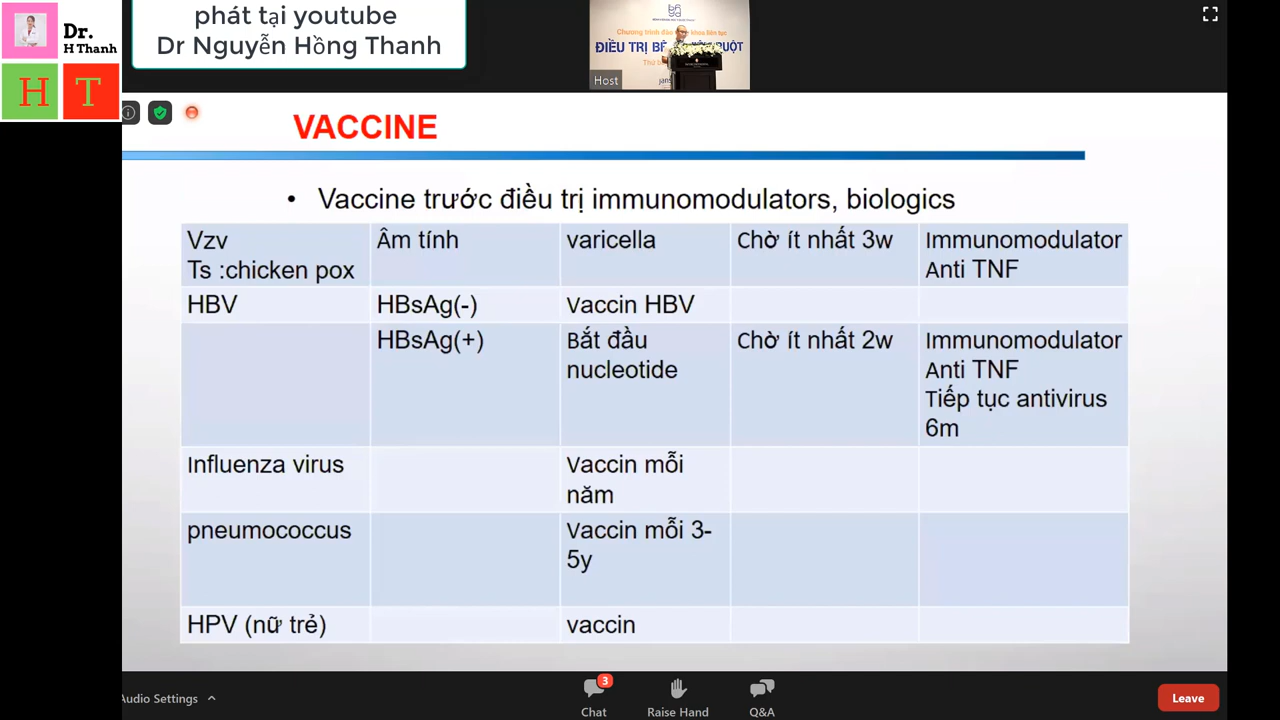 Dr.
H Thanh
H T
phát tại youtube
Dr Nguyễn Hồng Thanh
ĐIỀU TRỊ
Host
VACCINE
• Vaccine trước điều trị immunomodulators, biologics
Vzv
Ts :chicken pox
Âm tính
varicella
Chờ ít nhất 3w
Immunomodulator
Anti TNF
HBV
HBsAg(-)
Vaccin HBV
HBsAg(+)
Bắt đầu
nucleotide
Chờ ít nhất 2w
Immunomodulator
Anti TNF
Tiếp tục antivirus
6m
Influenza virus
Vaccin mỗi
năm
pneumococcus
Vaccin mỗi 3-
5y
HPV (nữ trẻ)
vaccin
Audio Settings
3
Chat
Raise Hand
Q&A
Leave